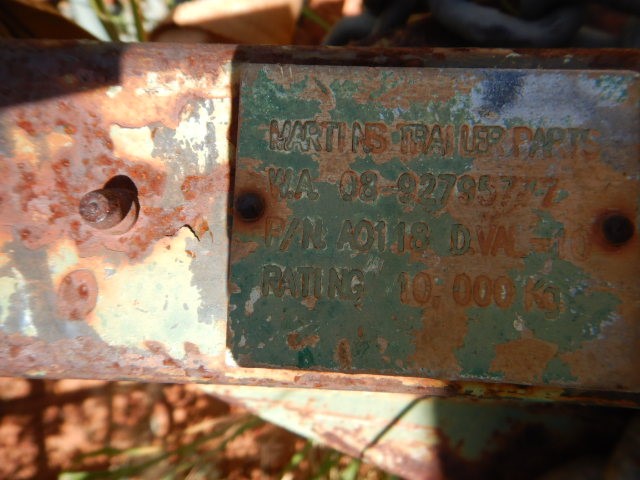 MARTINS TRAILER PARTS
W.A. 08-92795777
P/N. A0118 D.VAL-10
RATING 10,000 Kg